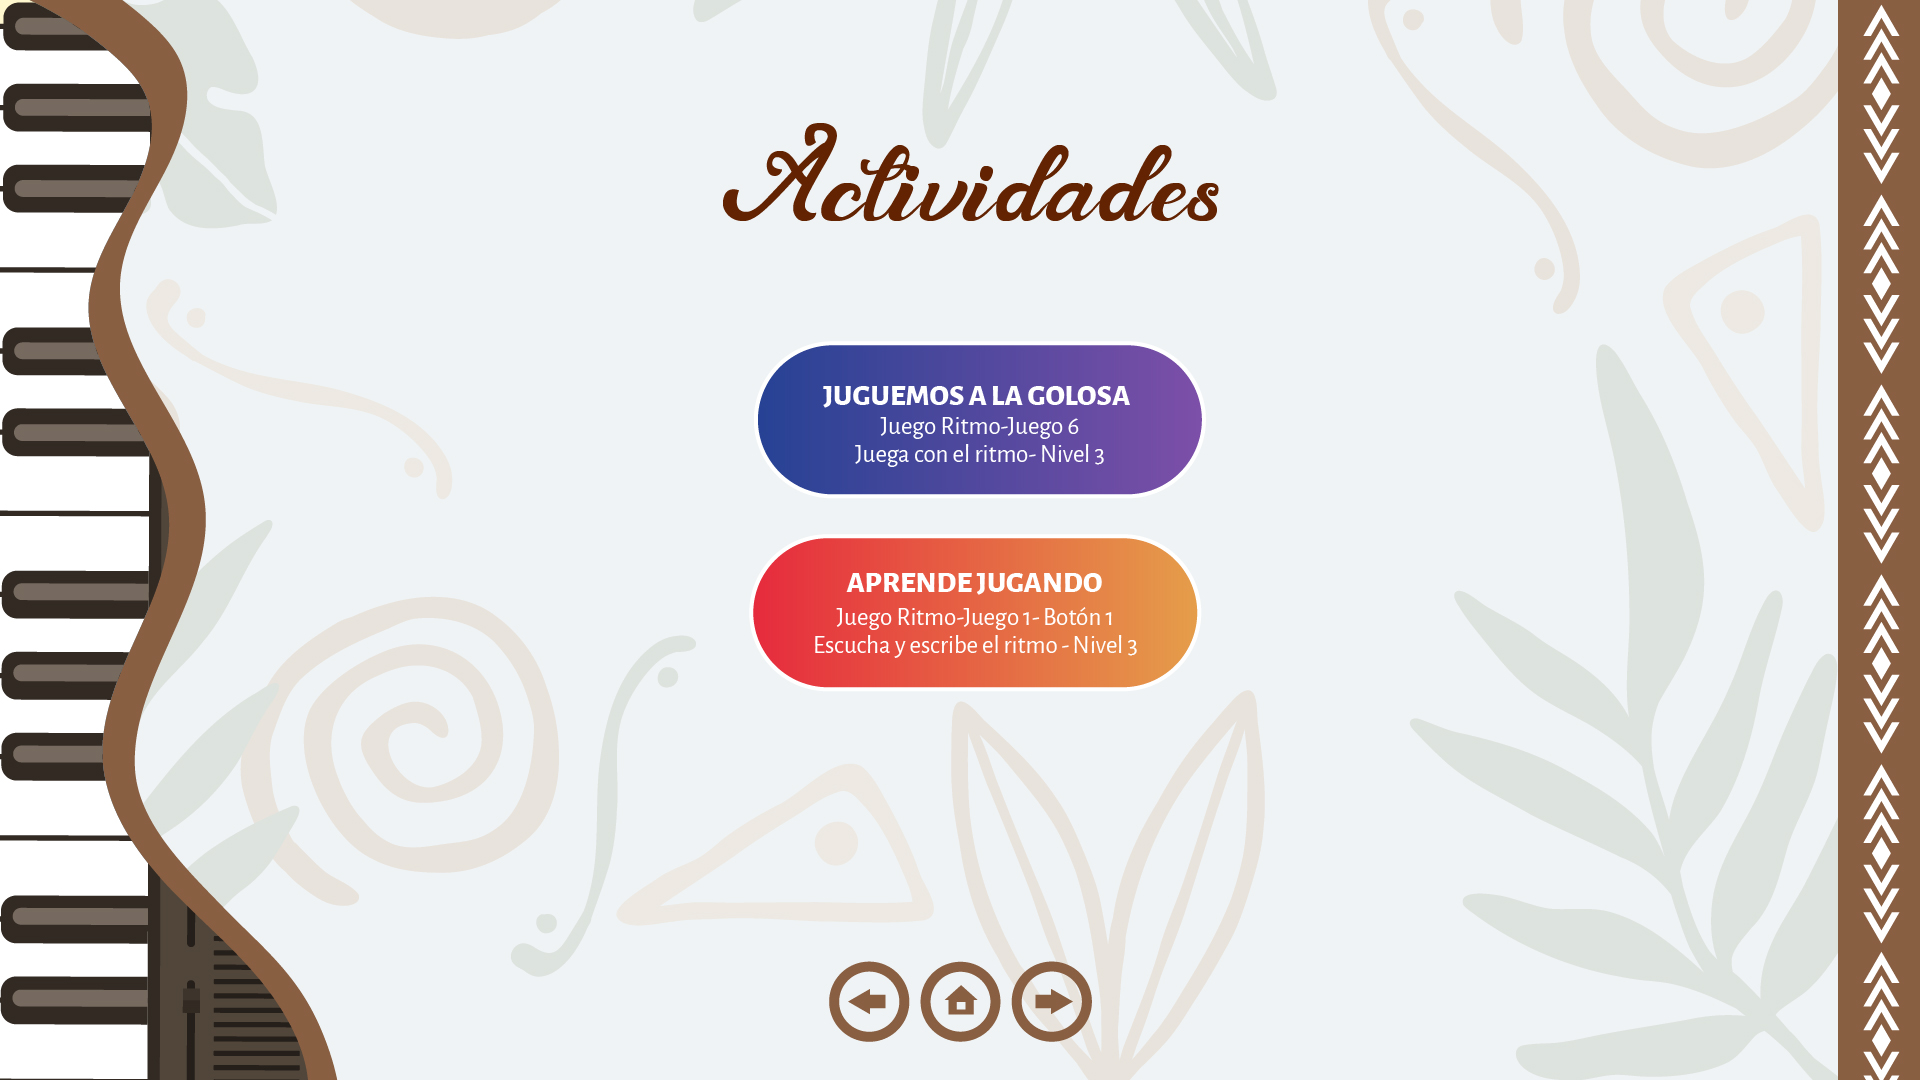 Actividades
JUGUEMOS A LA GOLOSA
Juego Ritmo-Juego 6
Juega con el ritmo- Nivel 3
APRENDE JUGANDO
Juego Ritmo-Juego 1- Botón 1
Escucha y escribe el ritmo - Nivel 3